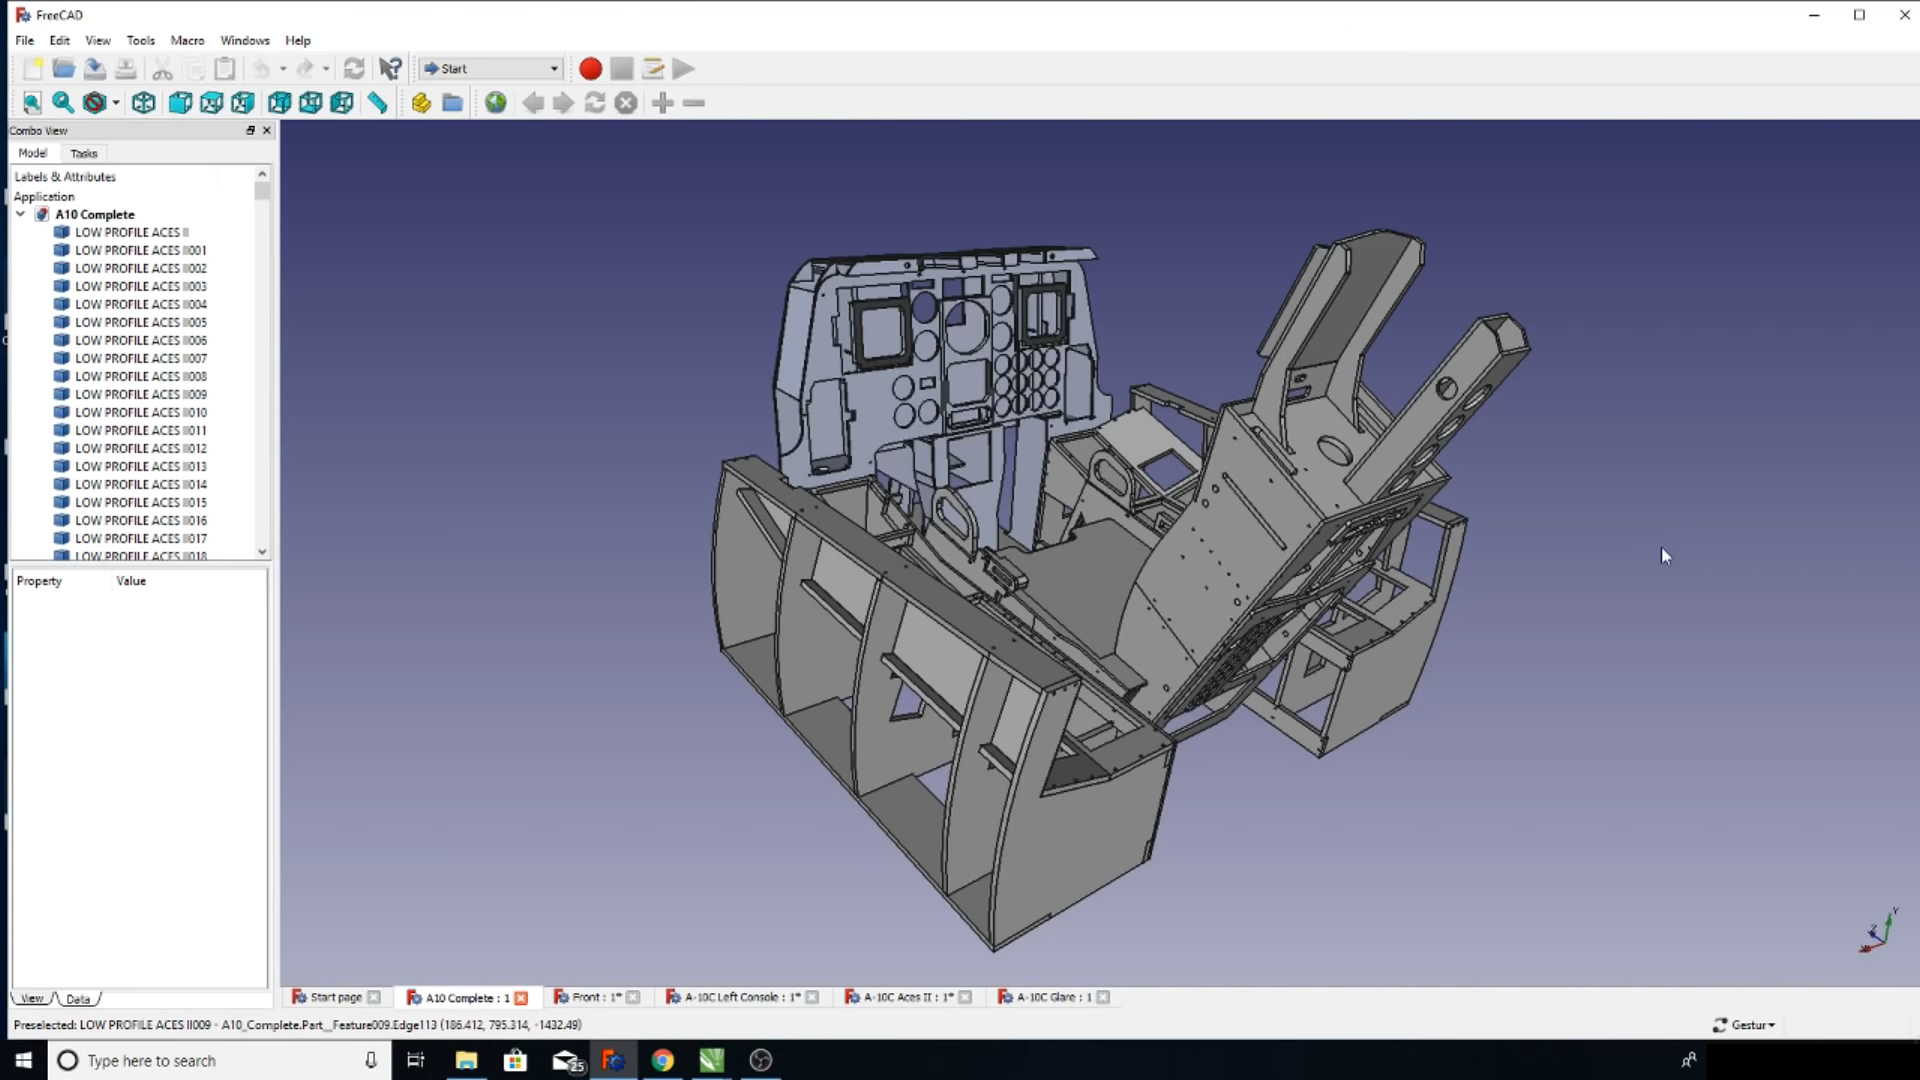 FreeCAD
File Edit View Tools Macro Windows Help
Start
Combo View
Model Tasks
Labels & Attributes
Application
A10 Complete
LOW PROFILE ACES II
LOW PROFILE ACES II001
LOW PROFILE ACES II002
LOW PROFILE ACES II003
LOW PROFILE ACES II004
LOW PROFILE ACES II005
LOW PROFILE ACES II006
LOW PROFILE ACES II007
LOW PROFILE ACES II008
LOW PROFILE ACES II009
LOW PROFILE ACES II010
LOW PROFILE ACES II011
LOW PROFILE ACES II012
LOW PROFILE ACES II013
LOW PROFILE ACES II014
LOW PROFILE ACES II015
LOW PROFILE ACES II016
LOW PROFILE ACES II017
LOW PROFILE ACES II018
Property Value
Y
Z
View Data
Start page A10 Complete : 1 Front : 1* A-10C Left Console : 1* A-10C Aces II : 1* A-10C Glare : 1
Preselected: LOW PROFILE ACES II009 - A10_Complete.Part__Feature009.Edge113 (186.412, 795.314, -1432.49)
Gestur
Type here to search
25